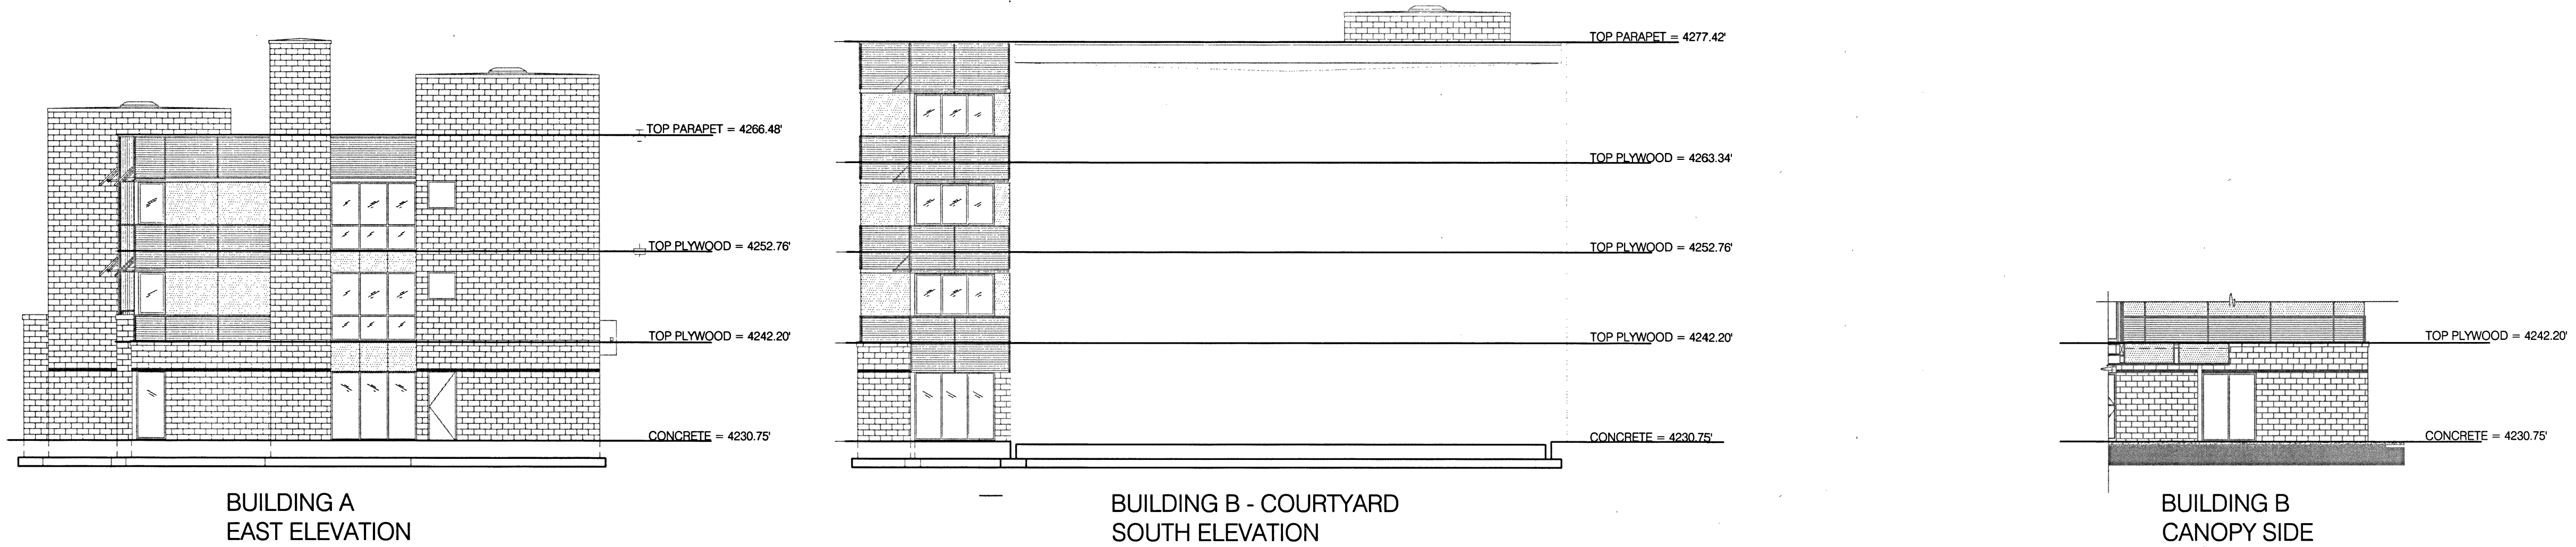 TOP PARAPET = 4266.48'
TOP PLYWOOD = 4252.76'
TOP PLYWOOD = 4242.20'
CONCRETE = 4230.75'
BUILDING A
EAST ELEVATION
TOP PARAPET = 4277.42'
TOP PLYWOOD = 4263.34'
TOP PLYWOOD = 4252.76'
TOP PLYWOOD = 4242.20'
CONCRETE = 4230.75'
BUILDING B - COURTYARD
SOUTH ELEVATION
TOP PLYWOOD = 4242.20'
CONCRETE = 4230.75'
BUILDING B
CANOPY SIDE